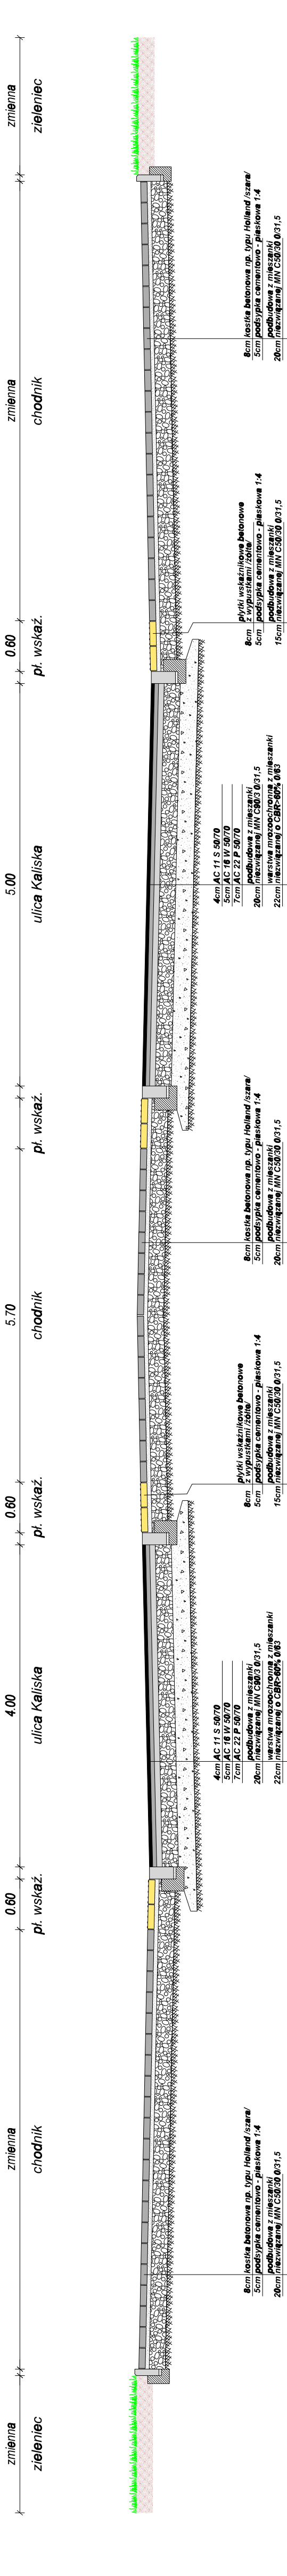 zmienna
zmienna
0.60
4.00
0.60
5.70
5.00
0.60
zmienna
zmienna
zieleniec
chodnik
pł. wskaź.
ulica Kaliska
pł. wskaź.
chodnik
pł. wskaź.
ulica Kaliska
pł. wskaź.
chodnik
zieleniec
8cm kostka betonowa np. typu Holland /szara/
5cm podsypka cementowo - piaskowa 1:4
podbudowa z mieszanki
20cm niezwiązanej MN C50/30 0/31,5
4cm AC 11 S 50/70
5cm AC 16 W 50/70
7cm AC 22 P 50/70
podbudowa z mieszanki
20cm niezwiązanej MN C90/3 0/31,5
warstwa mrozoochronna z mieszanki
22cm niezwiązanej o CBR>60% 0/63
płytki wskaźnikowe betonowe
8cm z wypustkami /żółte/
5cm podsypka cementowo - piaskowa 1:4
podbudowa z mieszanki
15cm niezwiązanej MN C50/30 0/31,5
8cm kostka betonowa np. typu Holland /szara/
5cm podsypka cementowo - piaskowa 1:4
podbudowa z mieszanki
20cm niezwiązanej MN C50/30 0/31,5
4cm AC 11 S 50/70
5cm AC 16 W 50/70
7cm AC 22 P 50/70
podbudowa z mieszanki
20cm niezwiązanej MN C90/3 0/31,5
warstwa mrozoochronna z mieszanki
22cm niezwiązanej o CBR>60% 0/63
płytki wskaźnikowe betonowe
8cm z wypustkami /żółte/
5cm podsypka cementowo - piaskowa 1:4
podbudowa z mieszanki
15cm niezwiązanej MN C50/30 0/31,5
8cm kostka betonowa np. typu Holland /szara/
5cm podsypka cementowo - piaskowa 1:4
podbudowa z mieszanki
20cm niezwiązanej MN C50/30 0/31,5